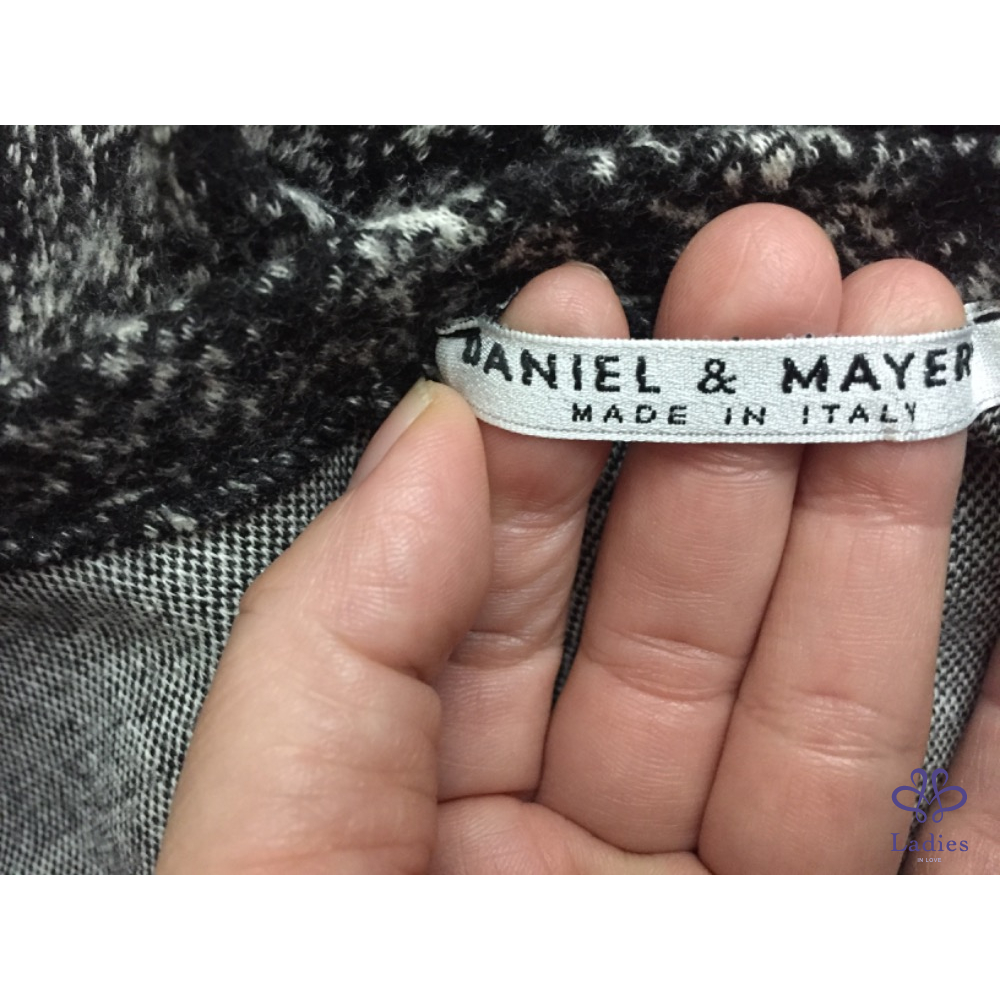 DANIEL & MAYER
MADE IN ITALY
Ladies
IN LOVE